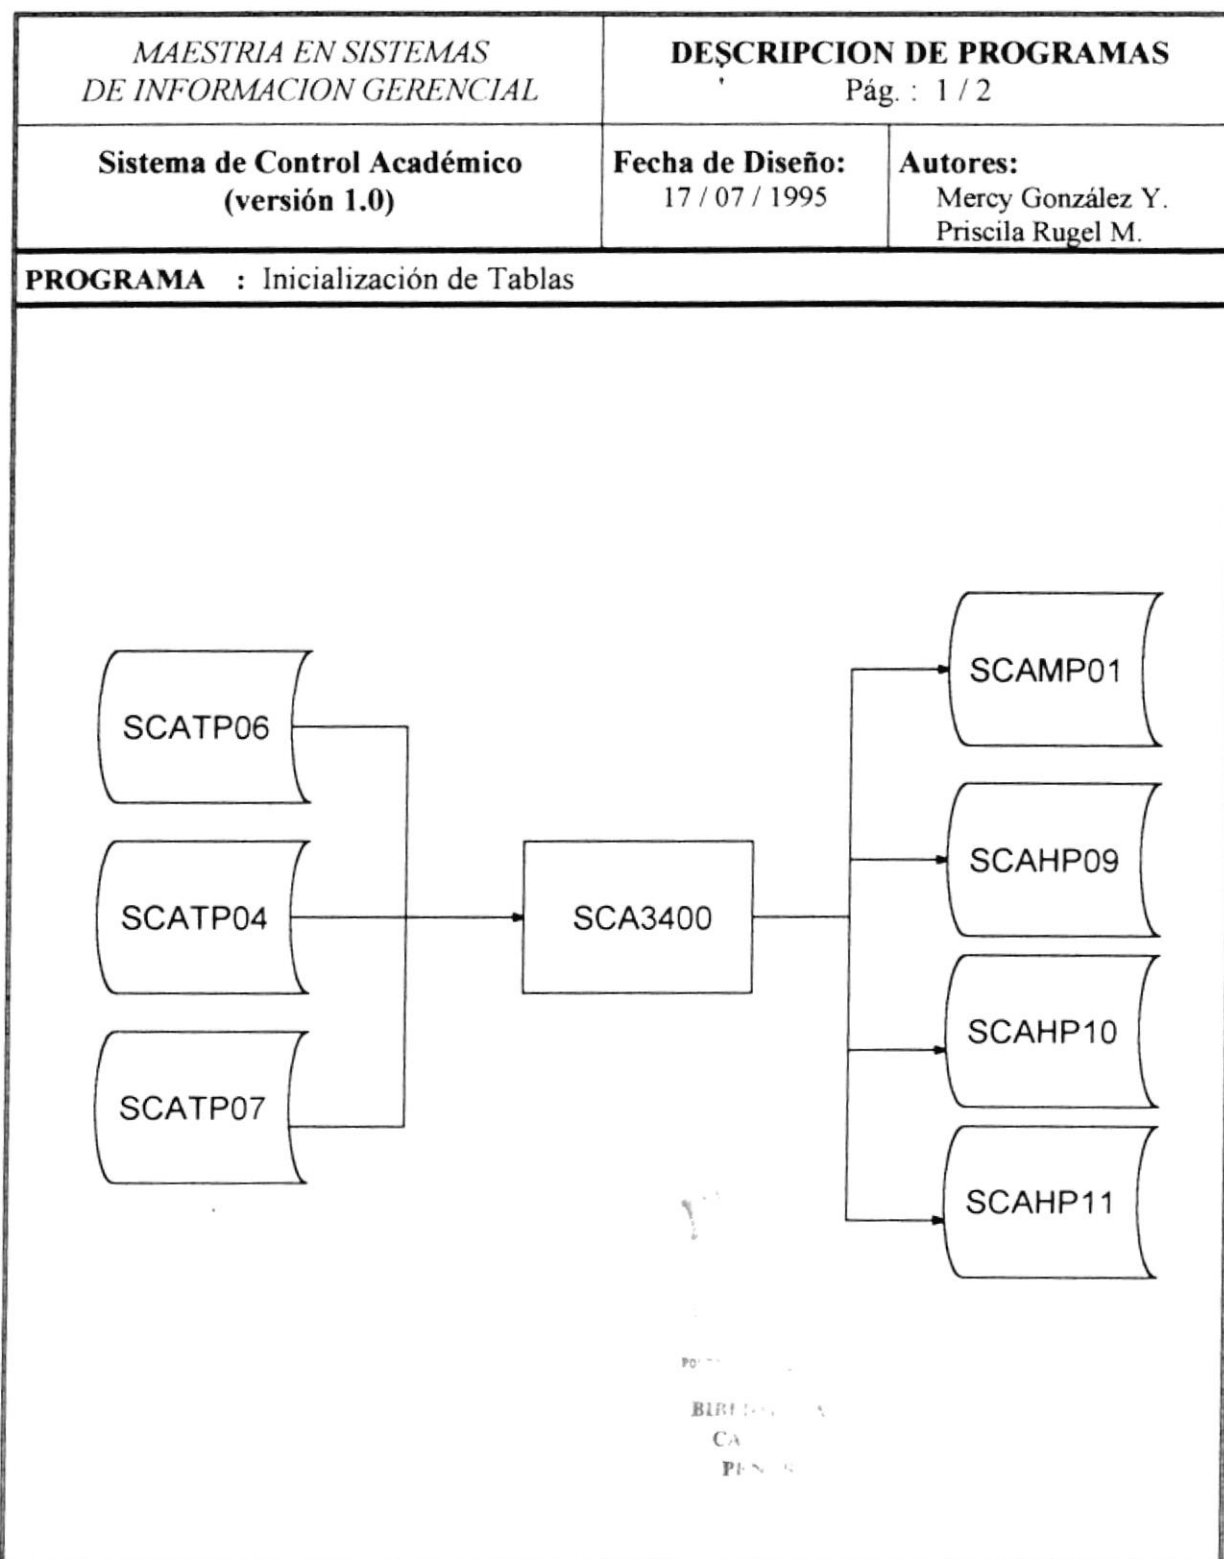 MAESTRIA EN SISTEMAS
DE INFORMACION GERENCIAL
DESCRIPCION DE PROGRAMAS
Pág. : 1 / 2
Sistema de Control Académico
(versión 1.0)
Fecha de Diseño:
17 / 07 / 1995
Autores:
Mercy González Y.
Priscila Rugel M.
PROGRAMA : Inicialización de Tablas
SCATP06
SCATP04
SCATP07
SCA3400
SCAMP01
SCAHP09
SCAHP10
SCAHP11